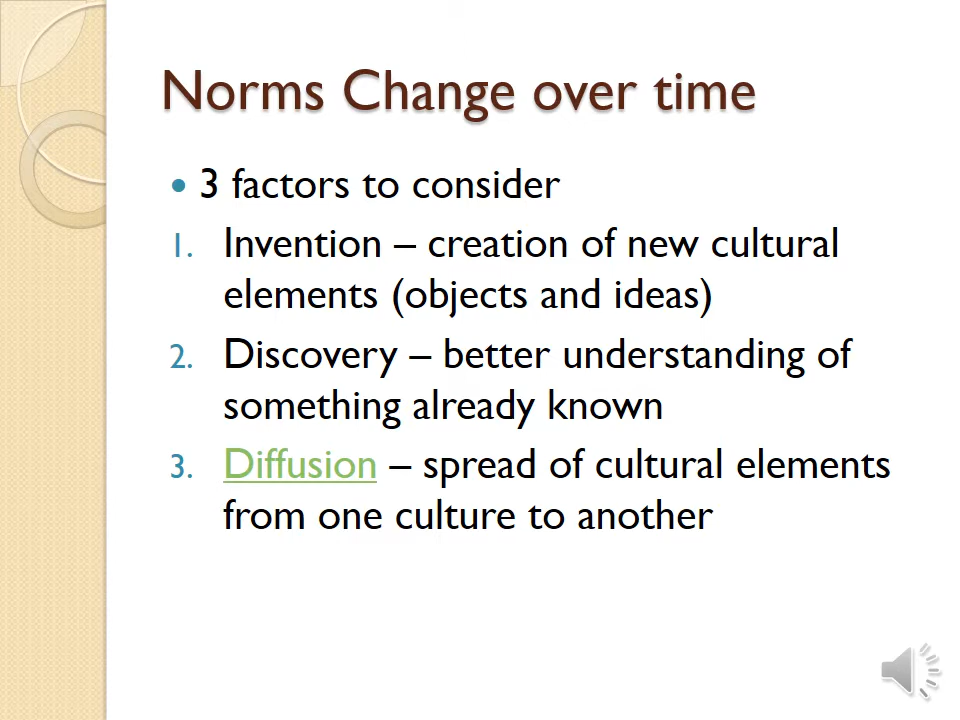 Norms Change over time
• 3 factors to consider
1. Invention – creation of new cultural
elements (objects and ideas)
2. Discovery – better understanding of
something already known
3. Diffusion – spread of cultural elements
from one culture to another